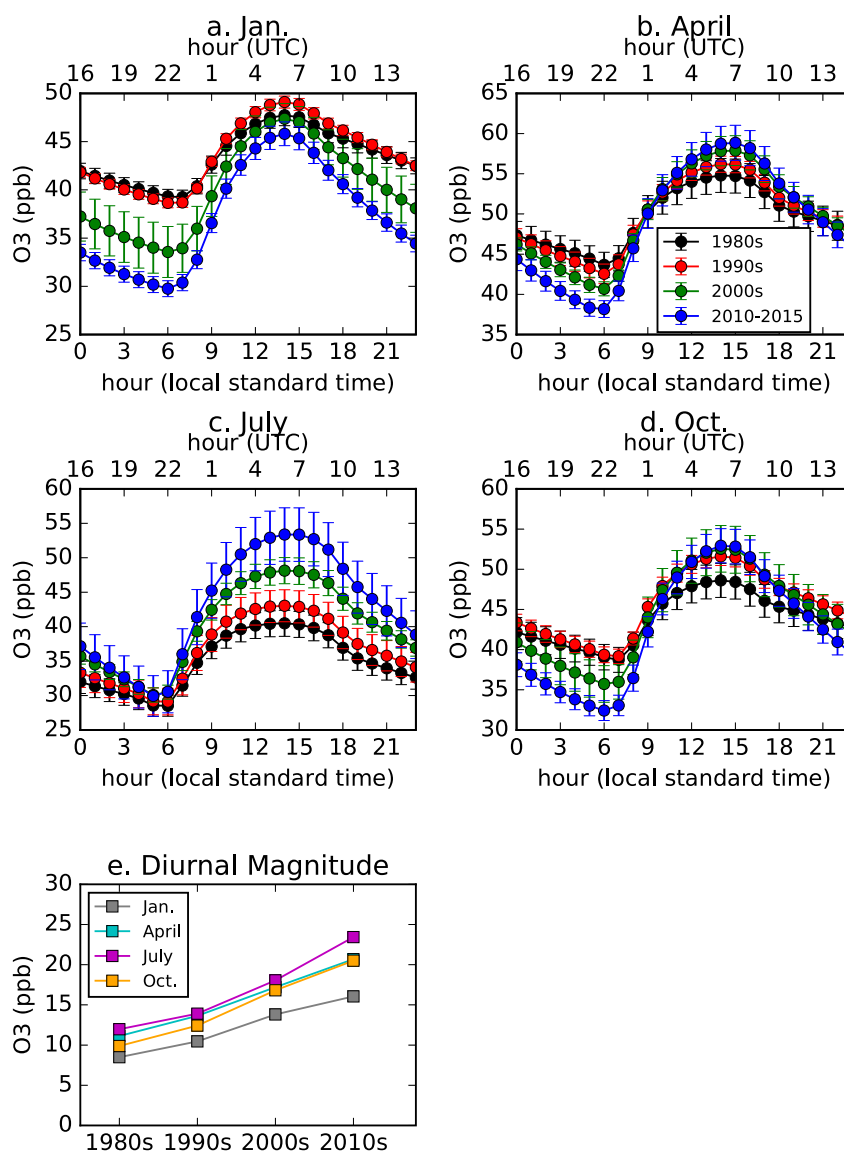 a. Jan.
hour (UTC)
16 19 22 1 4 7 10 13
50
45
40
35
30
25
O3 (ppb)
0 3 6 9 12 15 18 21
hour (local standard time)
b. April
hour (UTC)
16 19 22 1 4 7 10 13
65
60
55
50
45
40
35
O3 (ppb)
1980s
1990s
2000s
2010-2015
0 3 6 9 12 15 18 21
hour (local standard time)
c. July
hour (UTC)
16 19 22 1 4 7 10 13
60
55
50
45
40
35
30
25
O3 (ppb)
0 3 6 9 12 15 18 21
hour (local standard time)
d. Oct.
hour (UTC)
16 19 22 1 4 7 10 13
60
55
50
45
40
35
30
O3 (ppb)
0 3 6 9 12 15 18 21
hour (local standard time)
e. Diurnal Magnitude
30
25
20
15
10
5
0
O3 (ppb)
Jan.
April
July
Oct.
1980s 1990s 2000s 2010s